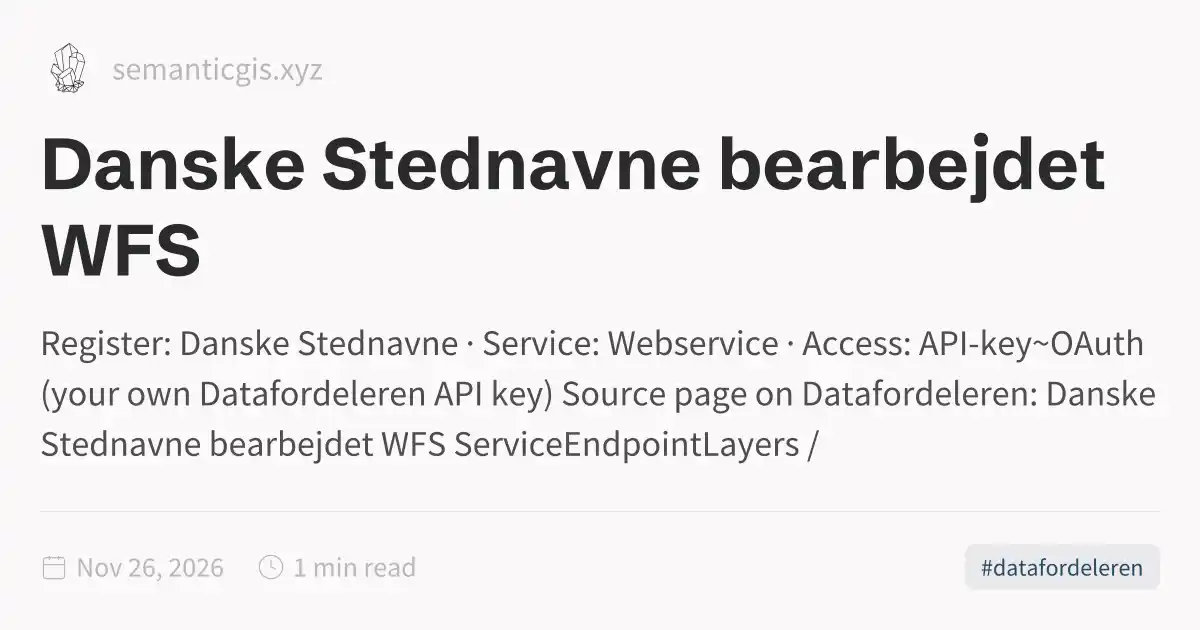 semanticgis.xyz
Danske Stednavne bearbejdet
WFS
Register: Danske Stednavne · Service: Webservice · Access: API-key~OAuth
(your own Datafordeleren API key) Source page on Datafordeleren: Danske
Stednavne bearbejdet WFS ServiceEndpointLayers /
Nov 26, 2026 1 min read #datafordeleren